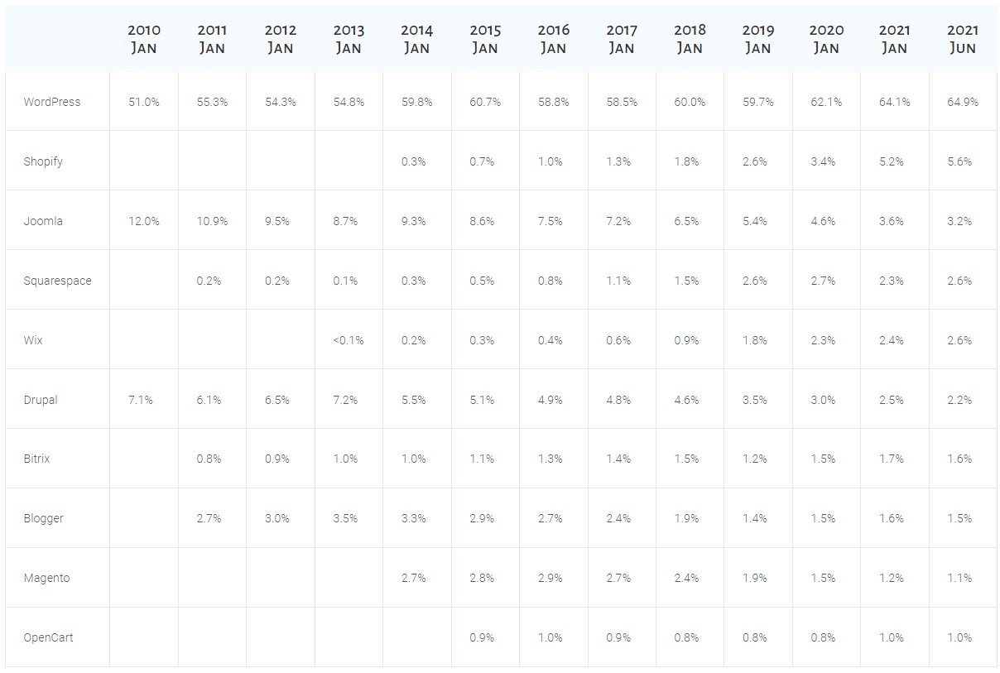 2010 2011 2012 2013 2014 2015 2016 2017 2018 2019 2020 2021 2021
Jan Jan Jan Jan Jan Jan Jan Jan Jan Jan Jan Jan Jun
WordPress 51.0% 55.3% 54.3% 54.8% 59.8% 60.7% 58.8% 58.5% 60.0% 59.7% 62.1% 64.1% 64.9%
Shopify 0.3% 0.7% 1.0% 1.3% 1.8% 2.6% 3.4% 5.2% 5.6%
Joomla 12.0% 10.9% 9.5% 8.7% 9.3% 8.6% 7.5% 7.2% 6.5% 5.4% 4.6% 3.6% 3.2%
Squarespace 0.2% 0.2% 0.1% 0.3% 0.5% 0.8% 1.1% 1.5% 2.6% 2.7% 2.3% 2.6%
Wix <0.1% 0.2% 0.3% 0.4% 0.6% 0.9% 1.8% 2.3% 2.4% 2.6%
Drupal 7.1% 6.1% 6.5% 7.2% 5.5% 5.1% 4.9% 4.8% 4.6% 3.5% 3.0% 2.5% 2.2%
Bitrix 0.8% 0.9% 1.0% 1.0% 1.1% 1.3% 1.4% 1.5% 1.2% 1.5% 1.7% 1.6%
Blogger 2.7% 3.0% 3.5% 3.3% 2.9% 2.7% 2.4% 1.9% 1.4% 1.5% 1.6% 1.5%
Magento 2.7% 2.8% 2.9% 2.7% 2.4% 1.9% 1.5% 1.2% 1.1%
OpenCart 0.9% 1.0% 0.9% 0.8% 0.8% 0.8% 1.0% 1.0%